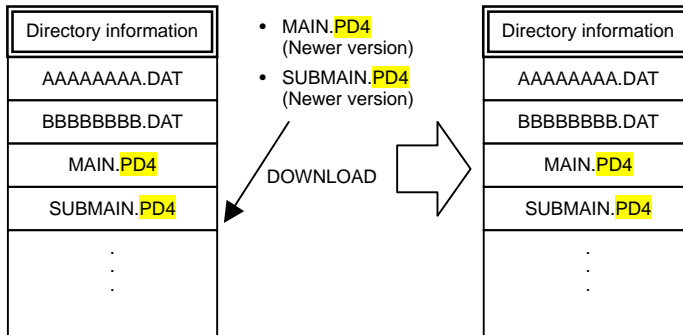 Directory information
AAAAAAAA.DAT
BBBBBBBB.DAT
MAIN.PD4
SUBMAIN.PD4
.
.
.
• MAIN.PD4
(Newer version)
• SUBMAIN.PD4
(Newer version)
DOWNLOAD
Directory information
AAAAAAAA.DAT
BBBBBBBB.DAT
MAIN.PD4
SUBMAIN.PD4
.
.
.